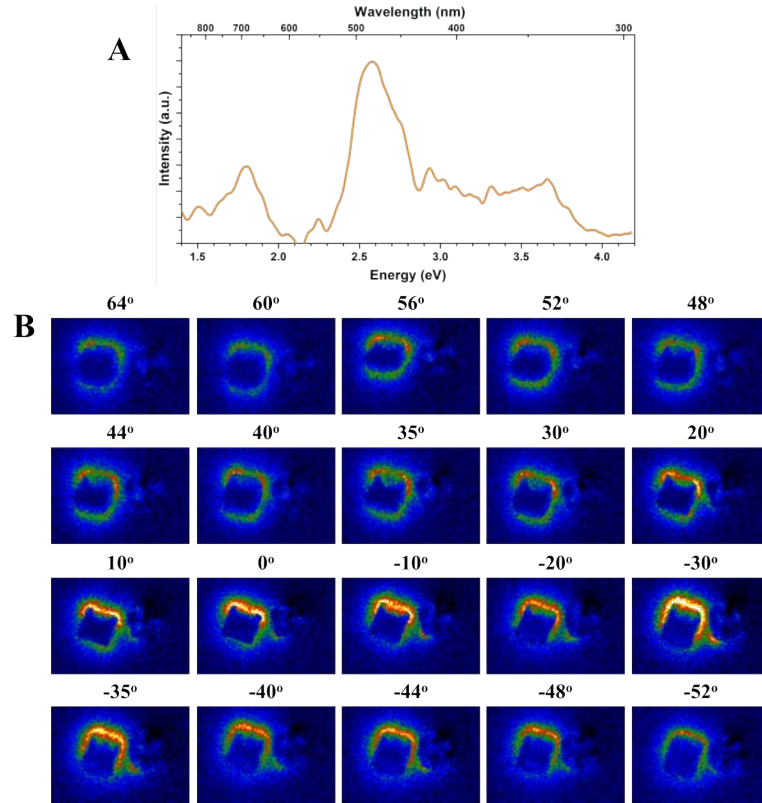 Wavelength (nm)
800 700 600 500 400 300
A
Intensity (a.u.)
1.5 2.0 2.5 3.0 3.5 4.0
Energy (eV)
B
64° 60° 56° 52° 48°
44° 40° 35° 30° 20°
10° 0° -10° -20° -30°
-35° -40° -44° -48° -52°